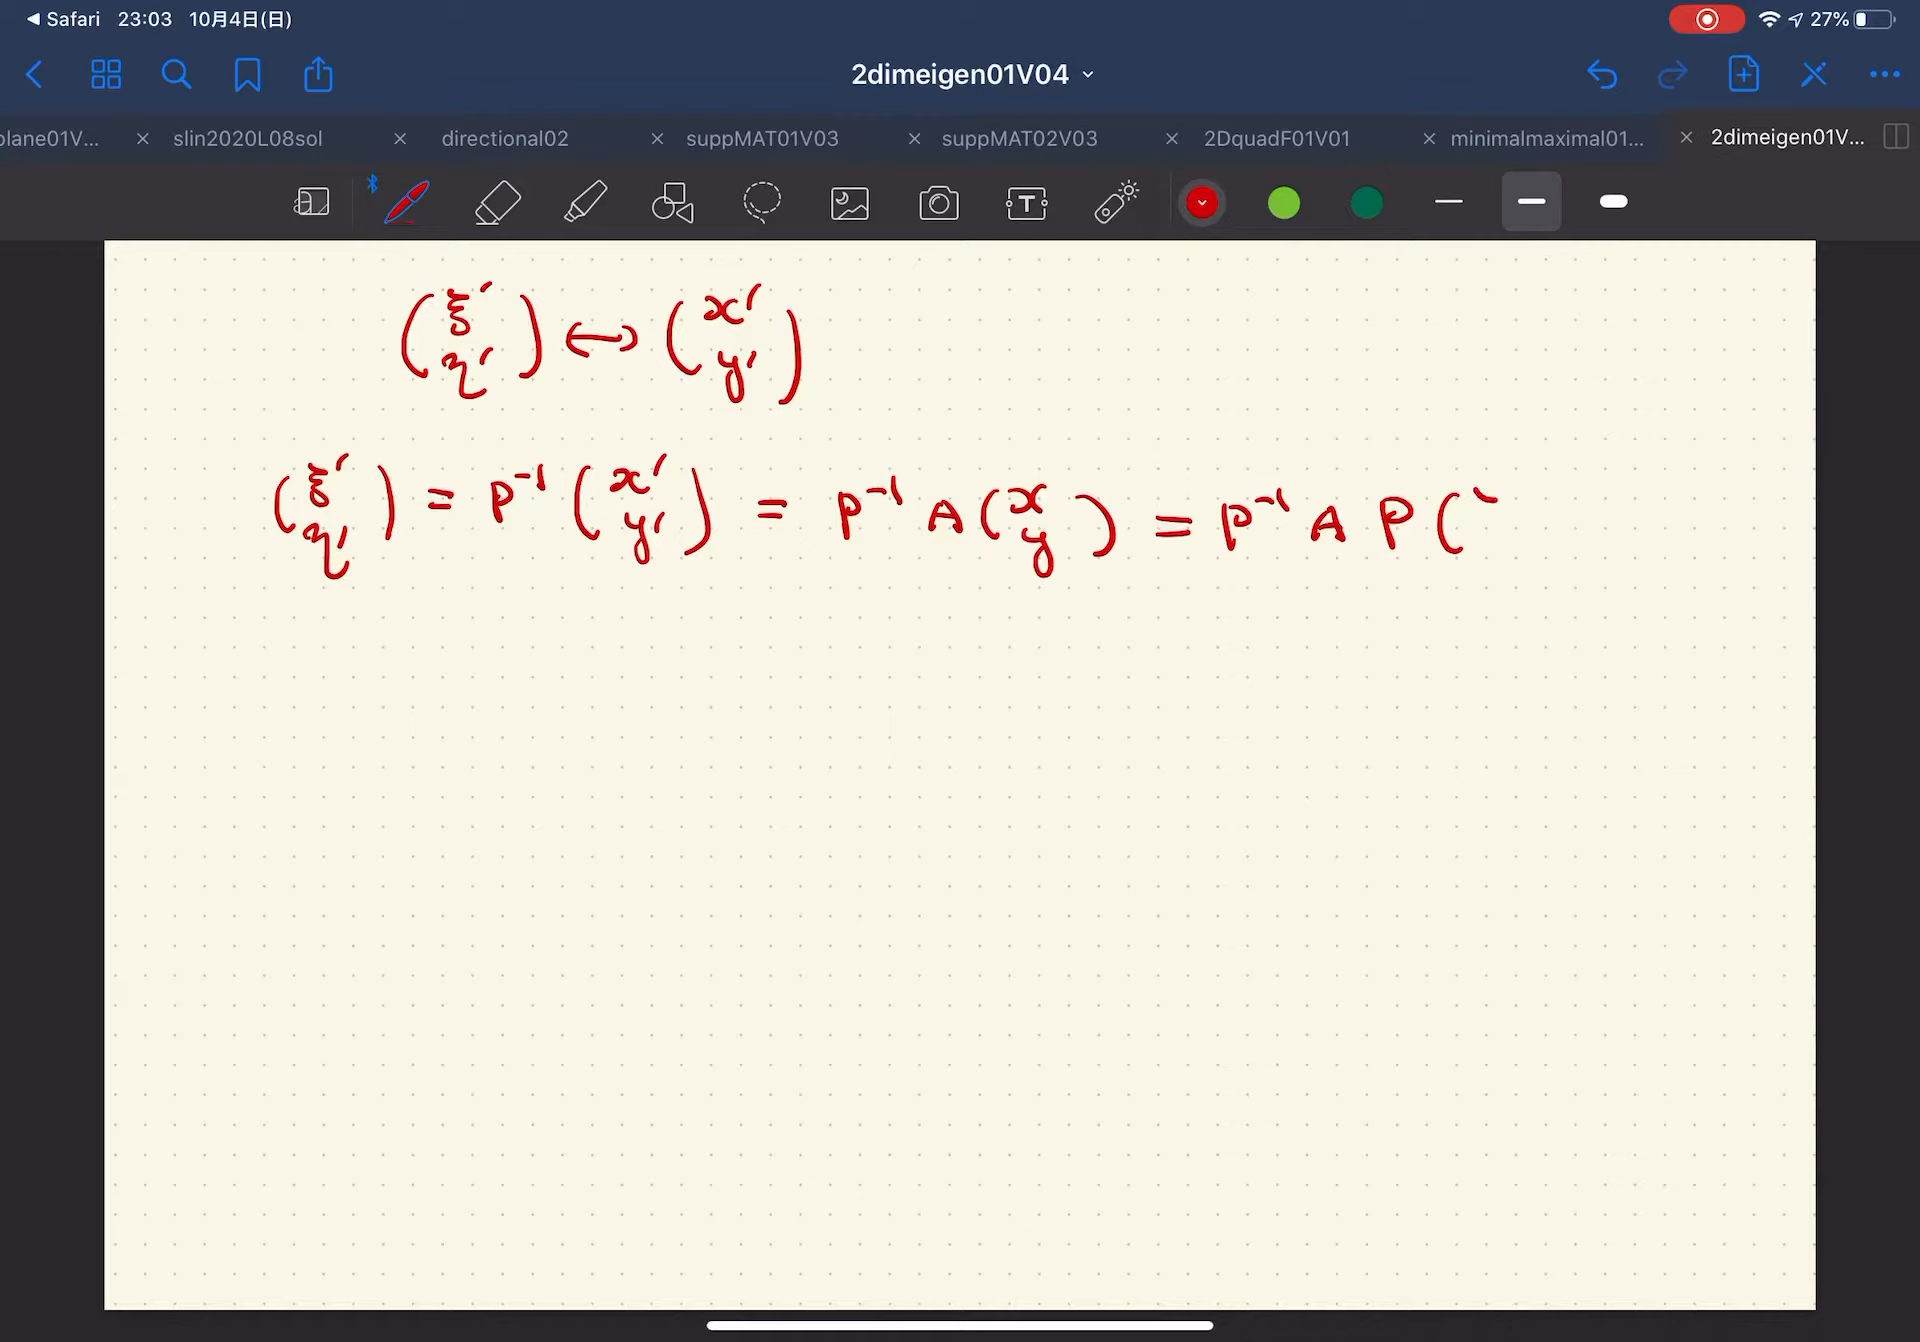 Safari 23:03 10月4日(日) 27%
2dimeigen01V04
plane01V... slin2020L08sol directional02 suppMAT01V03 suppMAT02V03 2DquadF01V01 minimalmaximal01... 2dimeigen01V...
T
(ξ′ η′) ↔ (x′ y′)
(ξ′ η′) = P⁻¹ (x′ y′) = P⁻¹ A (x y) = P⁻¹ A P (